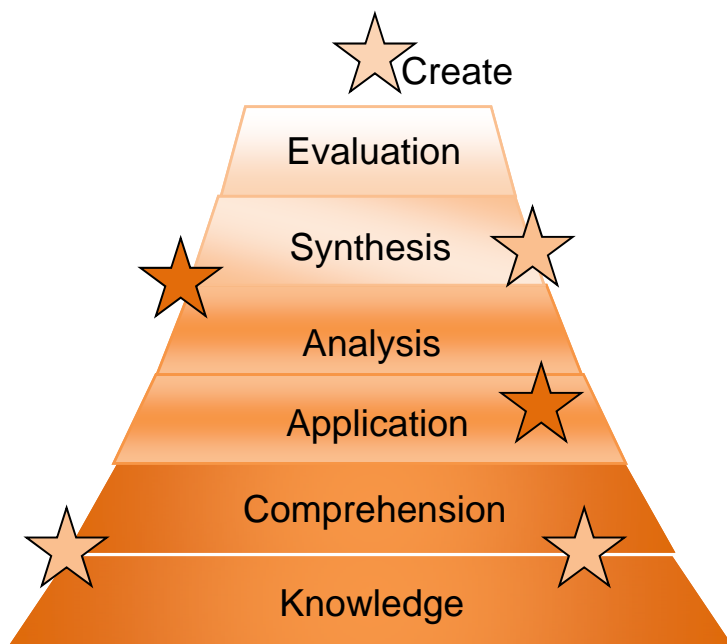 Create
Evaluation
Synthesis
Analysis
Application
Comprehension
Knowledge